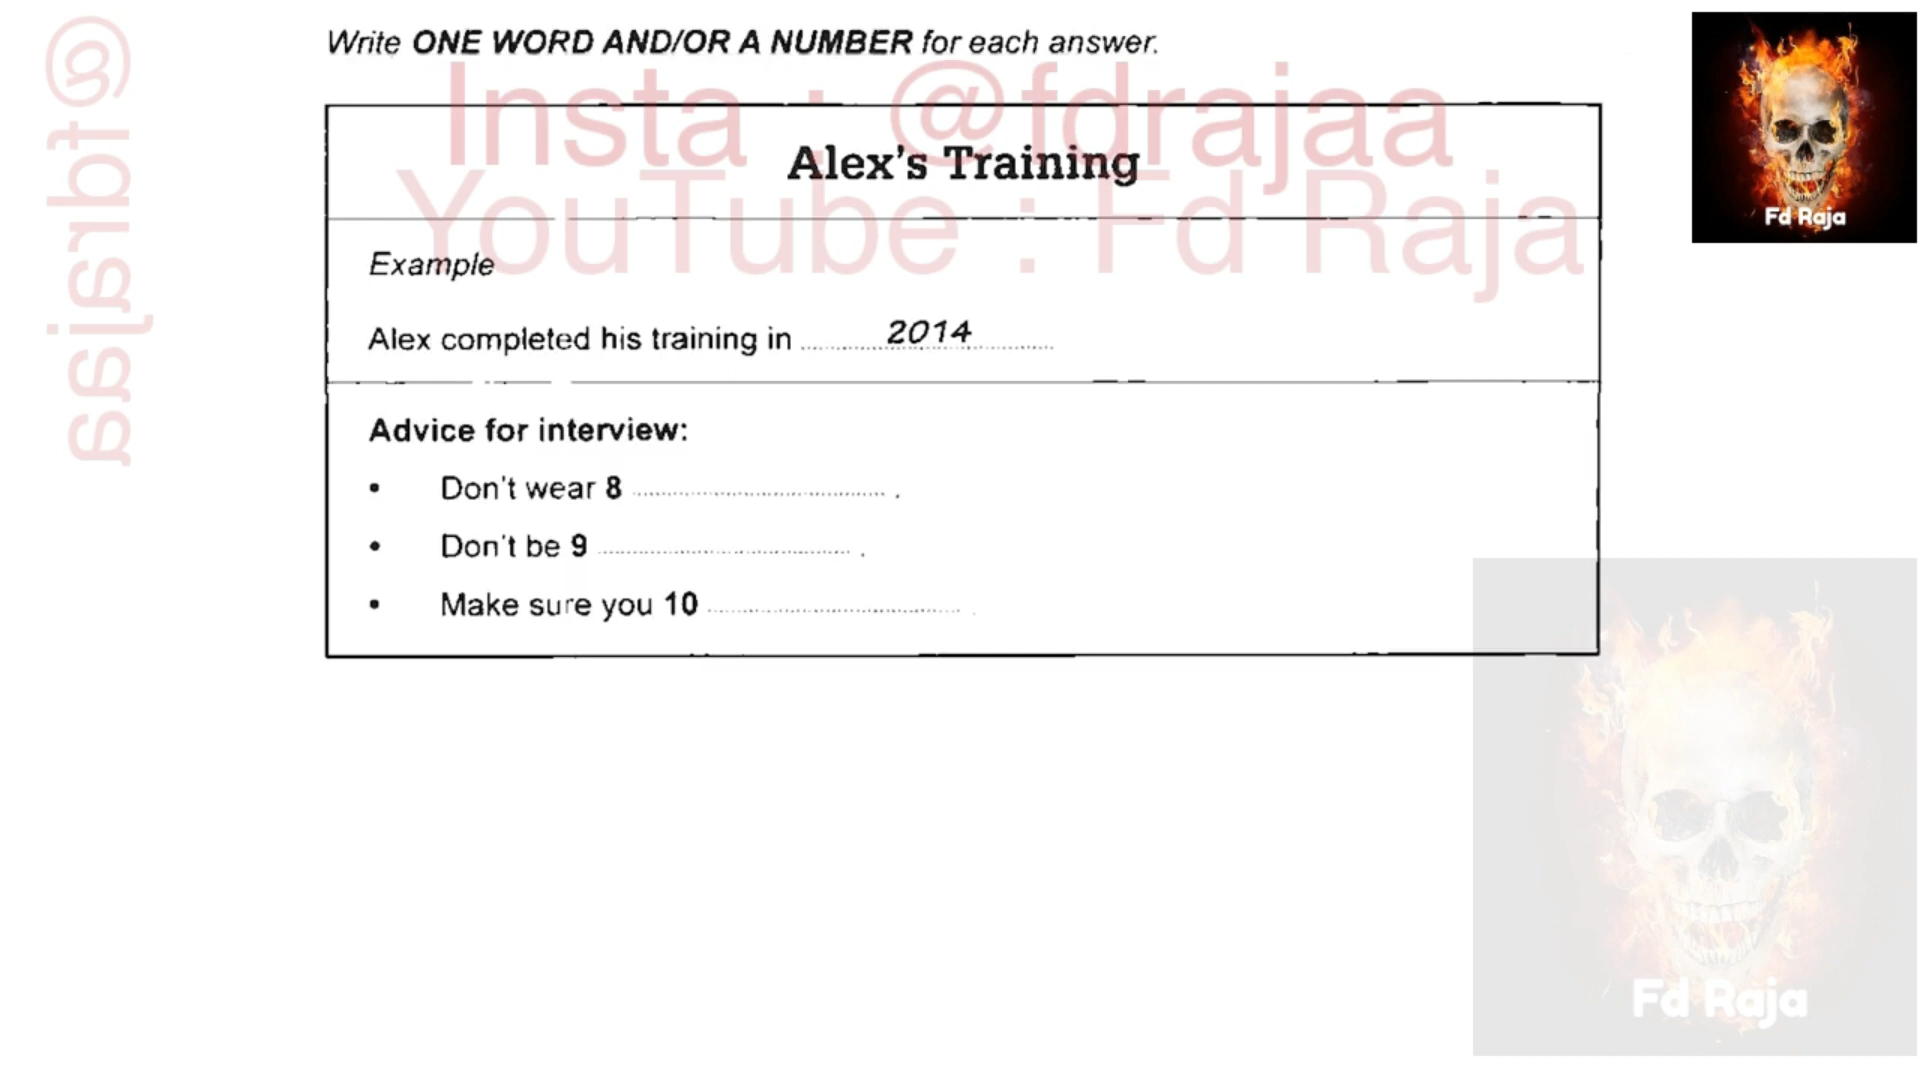 Write ONE WORD AND/OR A NUMBER for each answer.
Insta : @fdrajaa
Alex's Training
YouTube : Fd Raja
Example
Alex completed his training in 2014
Advice for interview:
• Don't wear 8 .
• Don't be 9 .
• Make sure you 10 .
@fdrajaa
Fd Raja
Fd Raja